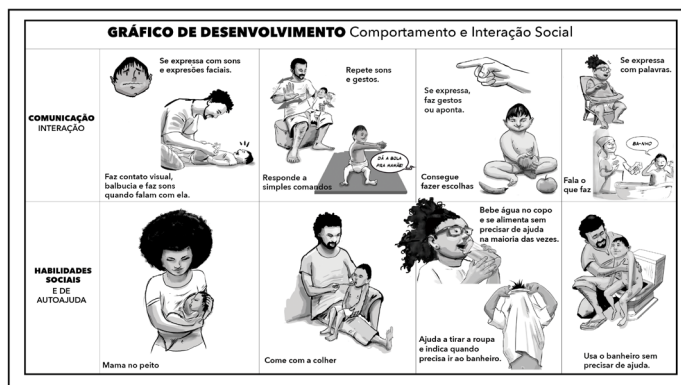 GRÁFICO DE DESENVOLVIMENTO Comportamento e Interação Social
COMUNICAÇÃO
INTERAÇÃO
Se expressa com sons
e expresões faciais.
Faz contato visual,
balbucia e faz sons
quando falam com ela.
Repete sons
e gestos.
DÁ A BOLA
PRA MAMÃE!
Responde a
simples comandos
Se expressa,
faz gestos
ou aponta.
Consegue
fazer escolhas
Se expressa
com palavras.
BA-NHO
Fala o
que faz
HABILIDADES
SOCIAIS
E DE
AUTOAJUDA
Mama no peito
Come com a colher
Bebe água no copo
e se alimenta sem
precisar de ajuda
na maioria das vezes.
Ajuda a tirar a roupa
e indica quando
precisa ir ao banheiro.
Usa o banheiro sem
precisar de ajuda.